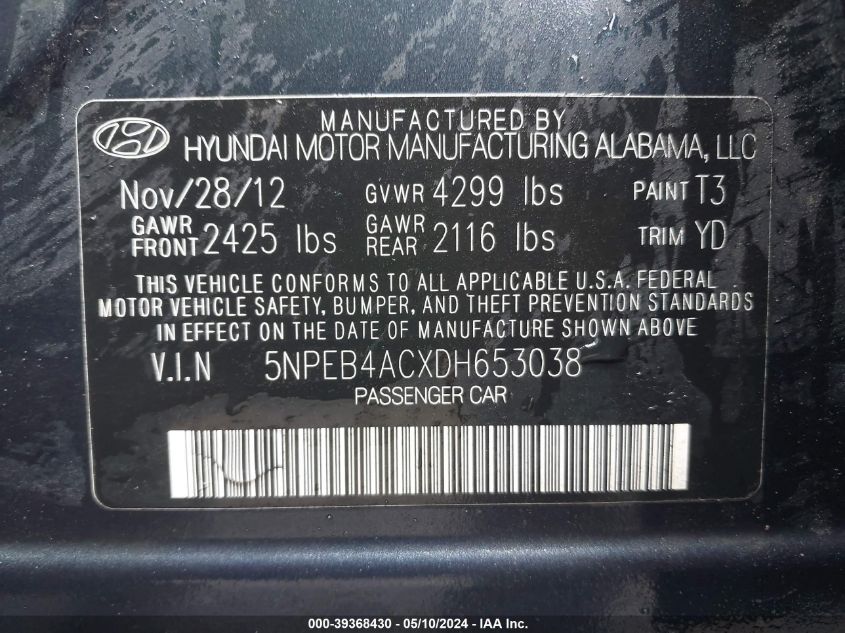 MANUFACTURED BY
HYUNDAI MOTOR MANUFACTURING ALABAMA, LLC
Nov/28/12 GVWR 4299 lbs PAINT T3
GAWR FRONT 2425 lbs GAWR REAR 2116 lbs TRIM YD
THIS VEHICLE CONFORMS TO ALL APPLICABLE U.S.A. FEDERAL
MOTOR VEHICLE SAFETY, BUMPER, AND THEFT PREVENTION STANDARDS
IN EFFECT ON THE DATE OF MANUFACTURE SHOWN ABOVE
V.I.N 5NPEB4ACXDH653038
PASSENGER CAR
000-39368430 - 05/10/2024 - IAA Inc.